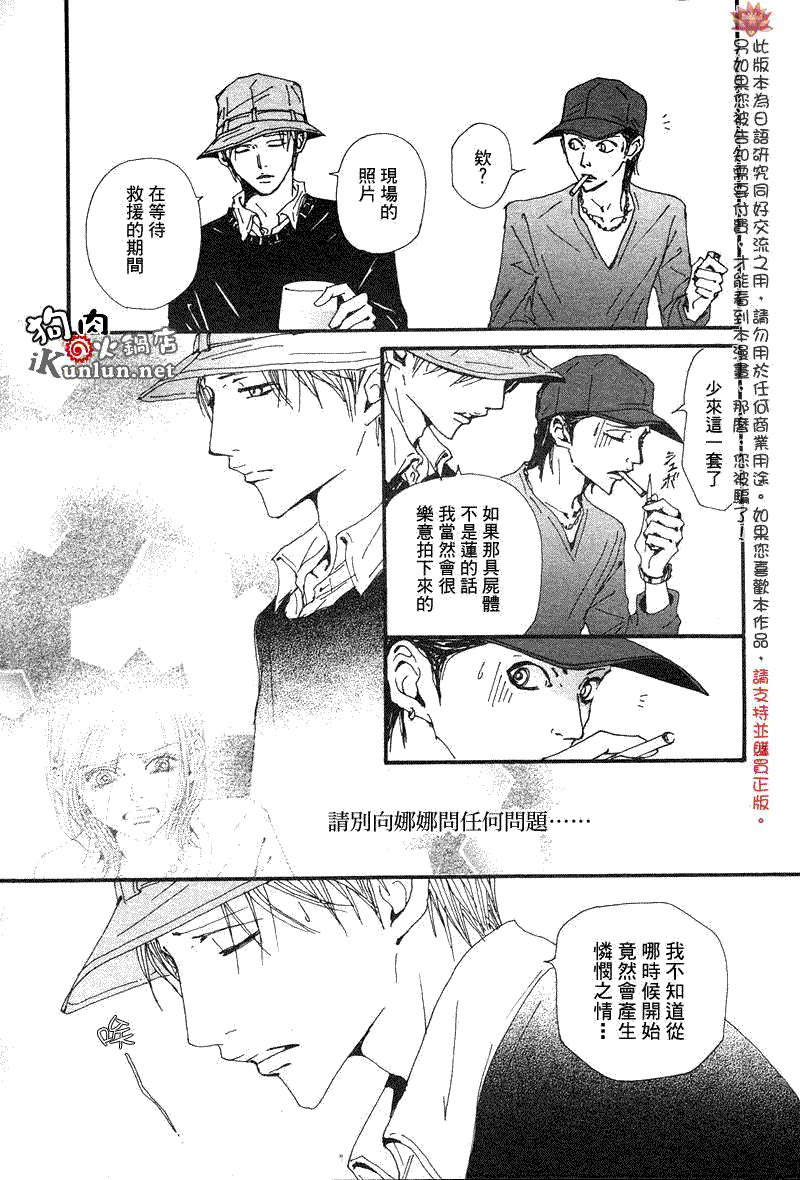 欸?
現場的
照片
在等待
救援的期間
少來這一套了
シュボ
如果那具屍體
不是蓮的話
我當然會很
樂意拍下來的
請別向娜娜問任何問題……
我不知道從
哪時候開始
竟然會產生
憐憫之情…
唉
狗肉
火鍋店
iKunlun.net
此版本為日語研究同好交流之用，請勿用於任何商業用途。如果您喜歡本作品，請支持並購買正版。
只如果您被告知需要付費，才能看到本漫畫，那麼，您被騙了！